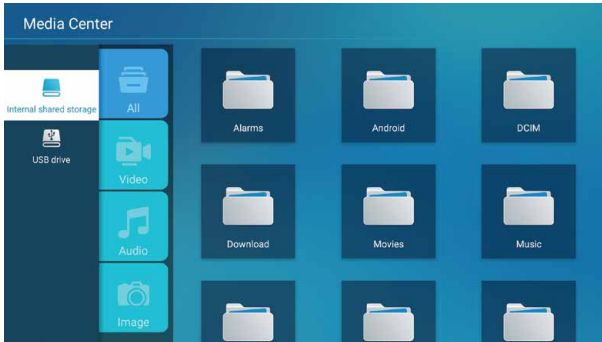 Media Center
Internal shared storage
USB drive
All
Video
Audio
Image
Alarms
Android
DCIM
Download
Movies
Music